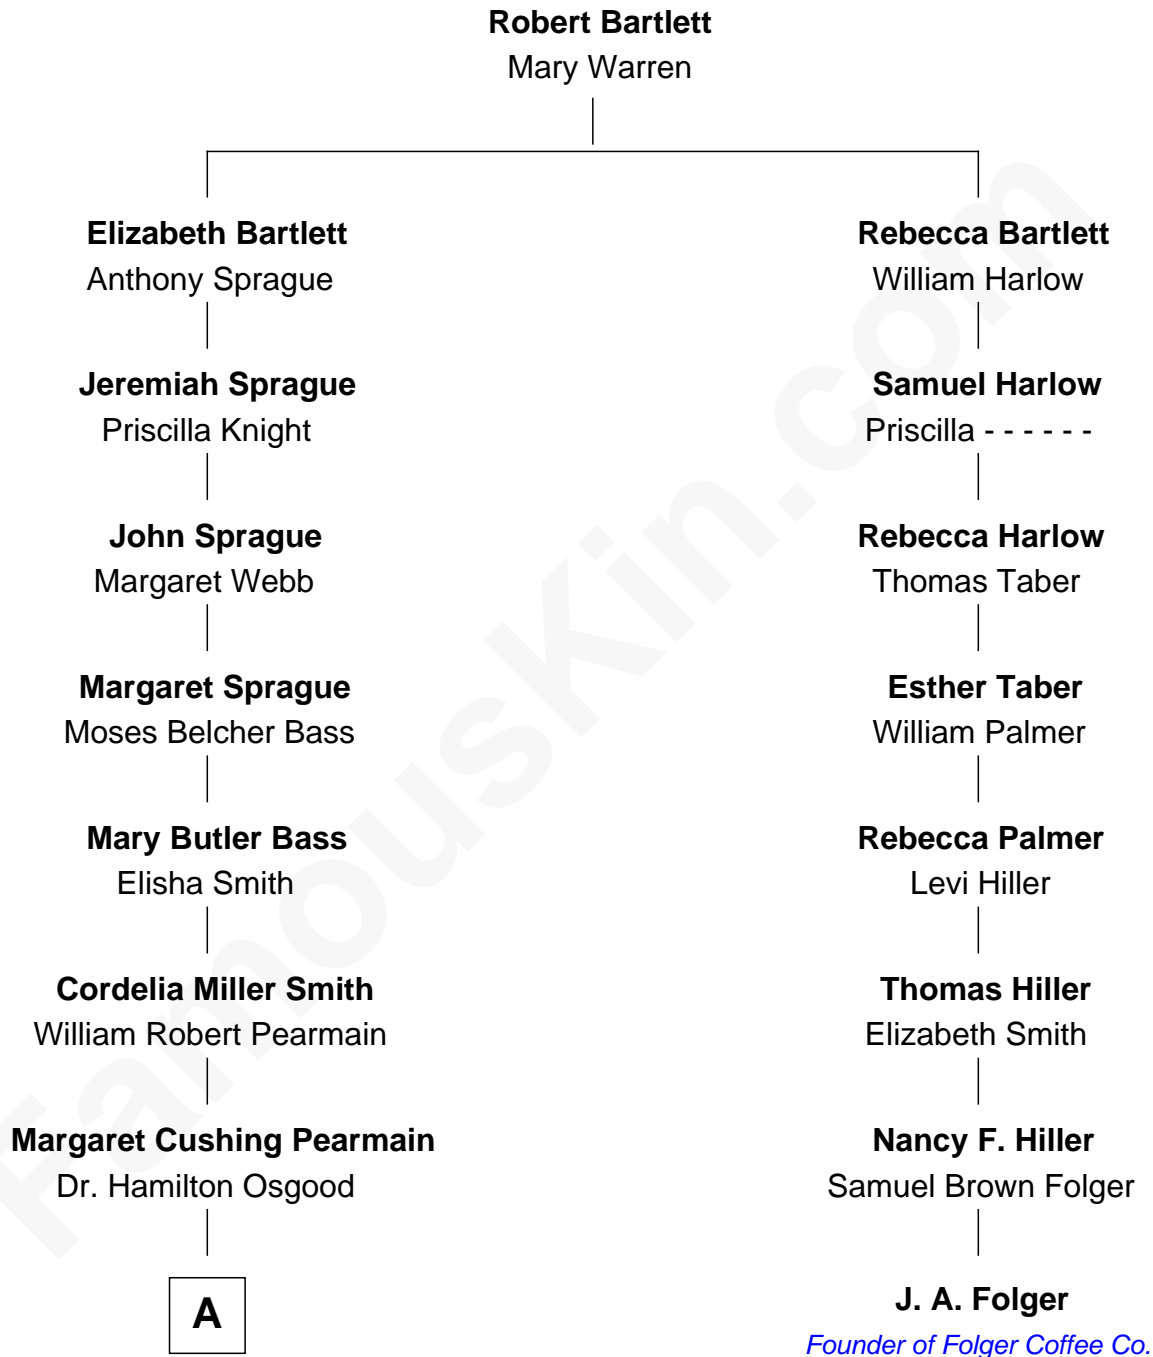 Robert Bartlett
Mary Warren
Elizabeth Bartlett
Anthony Sprague
Rebecca Bartlett
William Harlow
Jeremiah Sprague
Priscilla Knight
Samuel Harlow
Priscilla - - - - - -
John Sprague
Margaret Webb
Rebecca Harlow
Thomas Taber
Margaret Sprague
Moses Belcher Bass
Esther Taber
William Palmer
Mary Butler Bass
Elisha Smith
Rebecca Palmer
Levi Hiller
Cordelia Miller Smith
William Robert Pearmain
Thomas Hiller
Elizabeth Smith
Margaret Cushing Pearmain
Dr. Hamilton Osgood
Nancy F. Hiller
Samuel Brown Folger
A
J. A. Folger
Founder of Folger Coffee Co.
FamousKin.com